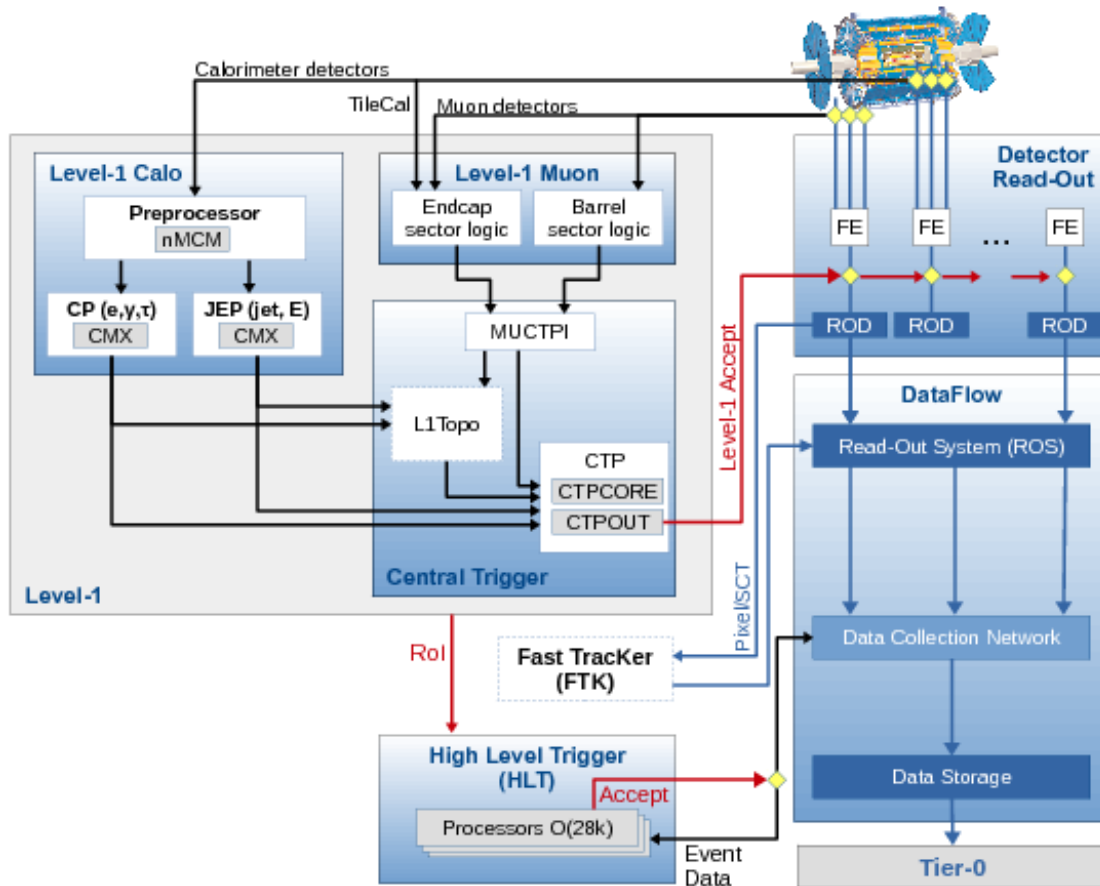 Calorimeter detectors
TileCal
Muon detectors
Level-1 Calo
Preprocessor
nMCM
CP (e,γ,τ)
CMX
JEP (jet, E)
CMX
Level-1 Muon
Endcap
sector logic
Barrel
sector logic
MUCTPI
L1Topo
CTP
CTPCORE
CTPOUT
Central Trigger
Level-1
Level-1 Accept
Detector
Read-Out
FE
FE
...
FE
ROD
ROD
ROD
DataFlow
Read-Out System (ROS)
Data Collection Network
Data Storage
Tier-0
Pixel/SCT
RoI
Fast TracKer
(FTK)
High Level Trigger
(HLT)
Accept
Processors O(28k)
Event
Data